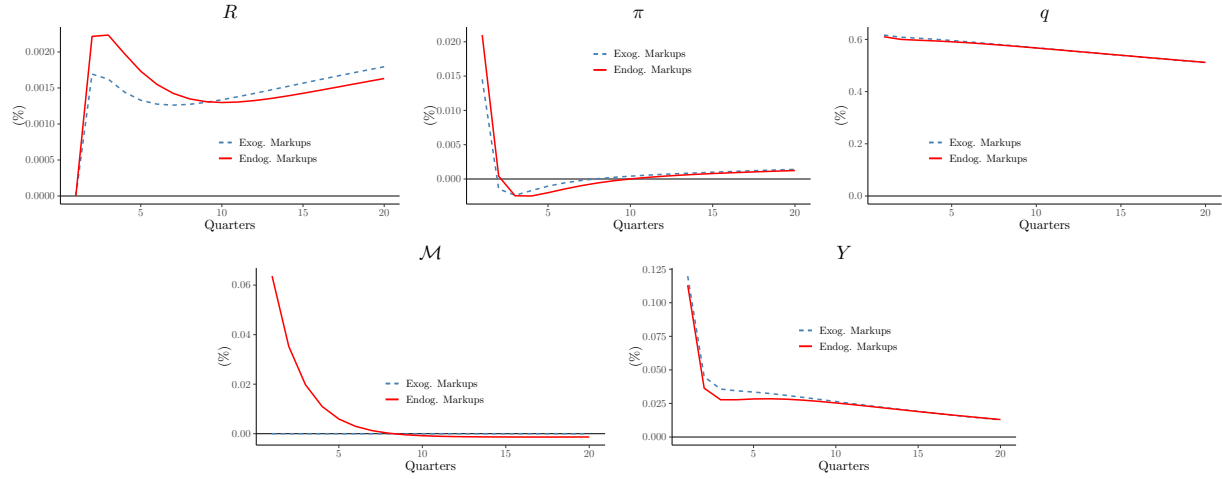 R
π
q
0.0020
0.0015
0.0010
0.0005
0.0000
(%)
Exog. Markups
Endog. Markups
5
10
15
20
Quarters
0.020
0.015
0.010
0.005
0.000
(%)
Exog. Markups
Endog. Markups
5
10
15
20
Quarters
0.6
0.4
0.2
0.0
(%)
Exog. Markups
Endog. Markups
5
10
15
20
Quarters
ℳ
Y
0.06
0.04
0.02
0.00
(%)
Exog. Markups
Endog. Markups
5
10
15
20
Quarters
0.125
0.100
0.075
0.050
0.025
0.000
(%)
Exog. Markups
Endog. Markups
5
10
15
20
Quarters